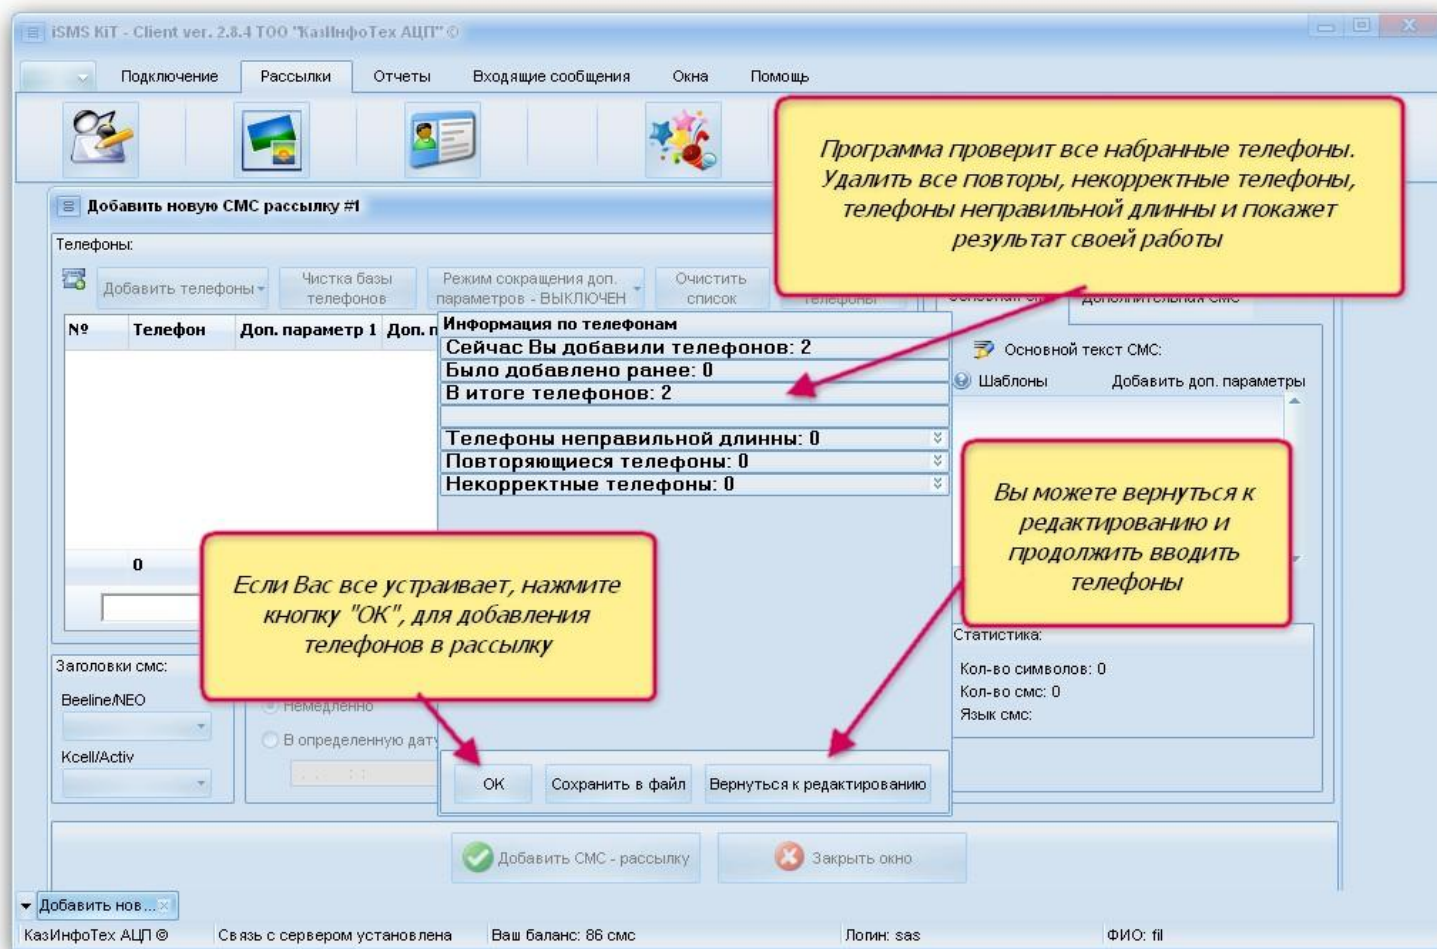 iSMS KiT - Client ver. 2.8.4 ТОО "КазИнфоТех АЦП" ©
Подключение Рассылки Отчеты Входящие сообщения Окна Помощь
Программа проверит все набранные телефоны.
Удалить все повторы, некорректные телефоны,
телефоны неправильной длинны и покажет
результат своей работы
Добавить новую СМС рассылку #1
Телефоны:
Добавить телефоны
Чистка базы
телефонов
Режим сокращения доп.
параметров - ВЫКЛЮЧЕН
Очистить
список
телефоны
№ Телефон Доп. параметр 1 Доп. п
Информация по телефонам
Сейчас Вы добавили телефонов: 2
Было добавлено ранее: 0
В итоге телефонов: 2
Телефоны неправильной длинны: 0
Повторяющиеся телефоны: 0
Некорректные телефоны: 0
Основной текст СМС:
Шаблоны Добавить доп. параметры
Вы можете вернуться к
редактированию и
продолжить вводить
телефоны
0
Если Вас все устраивает, нажмите
кнопку "ОК", для добавления
телефонов в рассылку
Статистика:
Кол-во символов: 0
Кол-во смс: 0
Язык смс:
Заголовки смс:
Beeline/NEO
Kcell/Activ
Немедленно
В определенную дату
OK Сохранить в файл Вернуться к редактированию
Добавить СМС - рассылку Закрыть окно
Добавить нов...
КазИнфоТех АЦП © Связь с сервером установлена Ваш баланс: 86 смс Логин: sas ФИО: fil